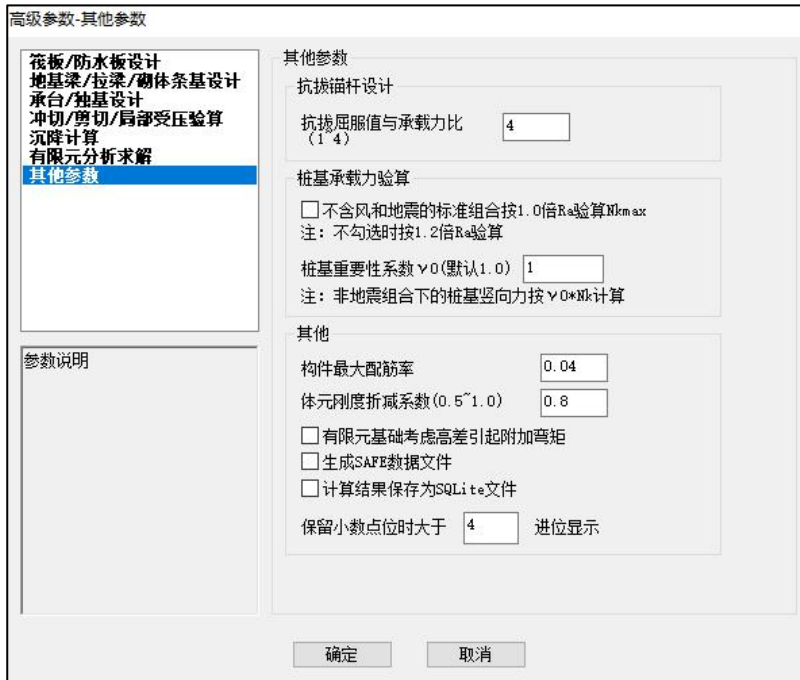 高级参数-其他参数
筏板/防水板设计
地基梁/拉梁/砌体条基设计
承台/独基设计
冲切/剪切/局部受压验算
沉降计算
有限元分析求解
其他参数
参数说明
其他参数
抗拔锚杆设计
抗拔屈服值与承载力比
(1~4)
4
桩基承载力验算
不含风和地震的标准组合按1.0倍Ra验算Nkmax
注：不勾选时按1.2倍Ra验算
桩基重要性系数γ0(默认1.0) 1
注：非地震组合下的桩基竖向力按γ0*Nk计算
其他
构件最大配筋率 0.04
体元刚度折减系数(0.5~1.0) 0.8
有限元基础考虑高差引起附加弯矩
生成SAFE数据文件
计算结果保存为SQLite文件
保留小数点位时大于 4 进位显示
确定 取消